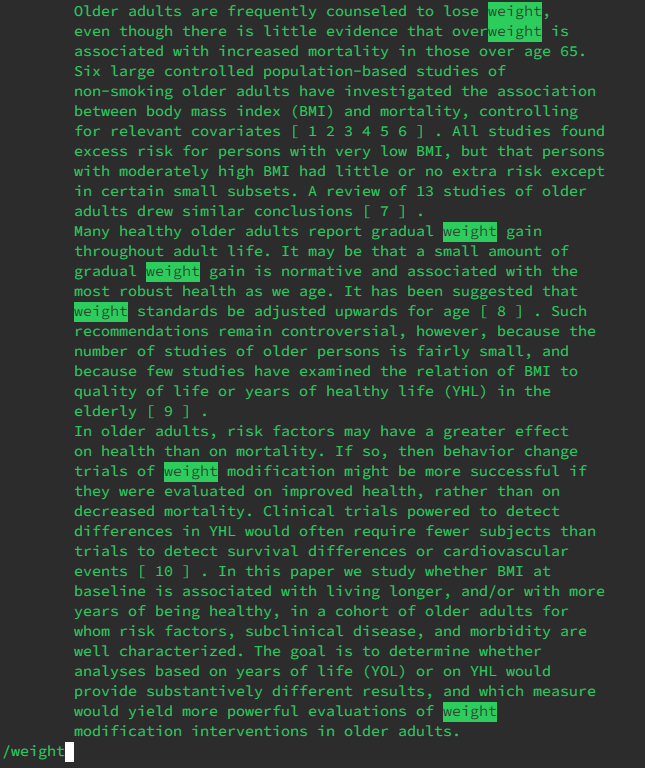 Older adults are frequently counseled to lose weight,
even though there is little evidence that overweight is
associated with increased mortality in those over age 65.
Six large controlled population-based studies of
non-smoking older adults have investigated the association
between body mass index (BMI) and mortality, controlling
for relevant covariates [ 1 2 3 4 5 6 ] . All studies found
excess risk for persons with very low BMI, but that persons
with moderately high BMI had little or no extra risk except
in certain small subsets. A review of 13 studies of older
adults drew similar conclusions [ 7 ] .
Many healthy older adults report gradual weight gain
throughout adult life. It may be that a small amount of
gradual weight gain is normative and associated with the
most robust health as we age. It has been suggested that
weight standards be adjusted upwards for age [ 8 ] . Such
recommendations remain controversial, however, because the
number of studies of older persons is fairly small, and
because few studies have examined the relation of BMI to
quality of life or years of healthy life (YHL) in the
elderly [ 9 ] .
In older adults, risk factors may have a greater effect
on health than on mortality. If so, then behavior change
trials of weight modification might be more successful if
they were evaluated on improved health, rather than on
decreased mortality. Clinical trials powered to detect
differences in YHL would often require fewer subjects than
trials to detect survival differences or cardiovascular
events [ 10 ] . In this paper we study whether BMI at
baseline is associated with living longer, and/or with more
years of being healthy, in a cohort of older adults for
whom risk factors, subclinical disease, and morbidity are
well characterized. The goal is to determine whether
analyses based on years of life (YOL) or on YHL would
provide substantively different results, and which measure
would yield more powerful evaluations of weight
modification interventions in older adults.
/weight